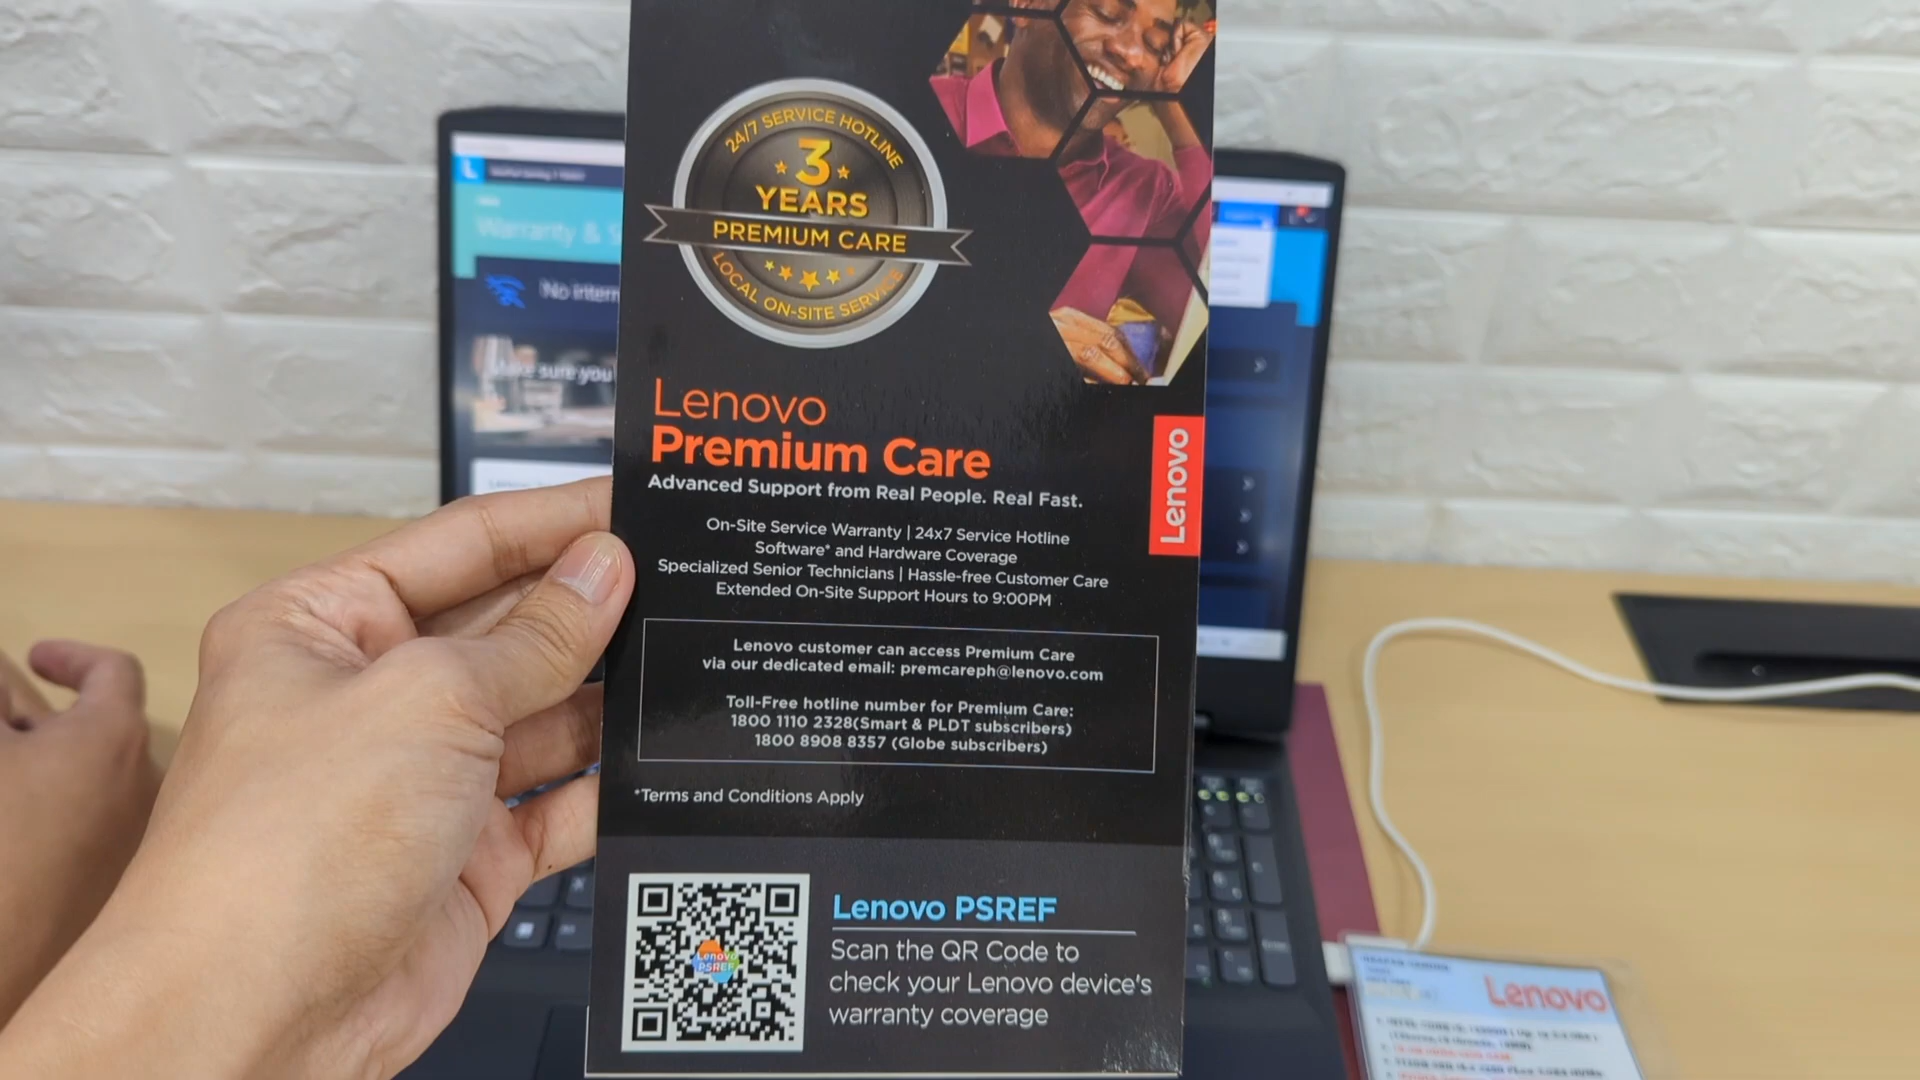 24/7 SERVICE HOTLINE
3
YEARS
PREMIUM CARE
LOCAL ON-SITE SERVICE
Lenovo
Premium Care
Advanced Support from Real People. Real Fast.
On-Site Service Warranty | 24x7 Service Hotline
Software* and Hardware Coverage
Specialized Senior Technicians | Hassle-free Customer Care
Extended On-Site Support Hours to 9:00PM
Lenovo
Lenovo customer can access Premium Care
via our dedicated email: premcareph@lenovo.com
Toll-Free hotline number for Premium Care:
1800 1110 2328(Smart & PLDT subscribers)
1800 8908 8357 (Globe subscribers)
*Terms and Conditions Apply
Lenovo
PSREF
Lenovo PSREF
Scan the QR Code to
check your Lenovo device's
warranty coverage
Warranty & S
No intern
sure you
Lenovo